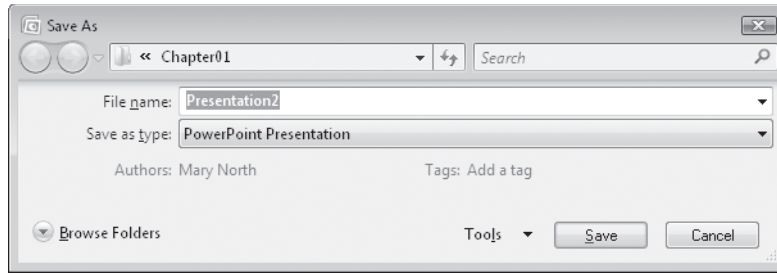 Save As
« Chapter01
Search
File name: Presentation2
Save as type: PowerPoint Presentation
Authors: Mary North Tags: Add a tag
Browse Folders Tools Save Cancel